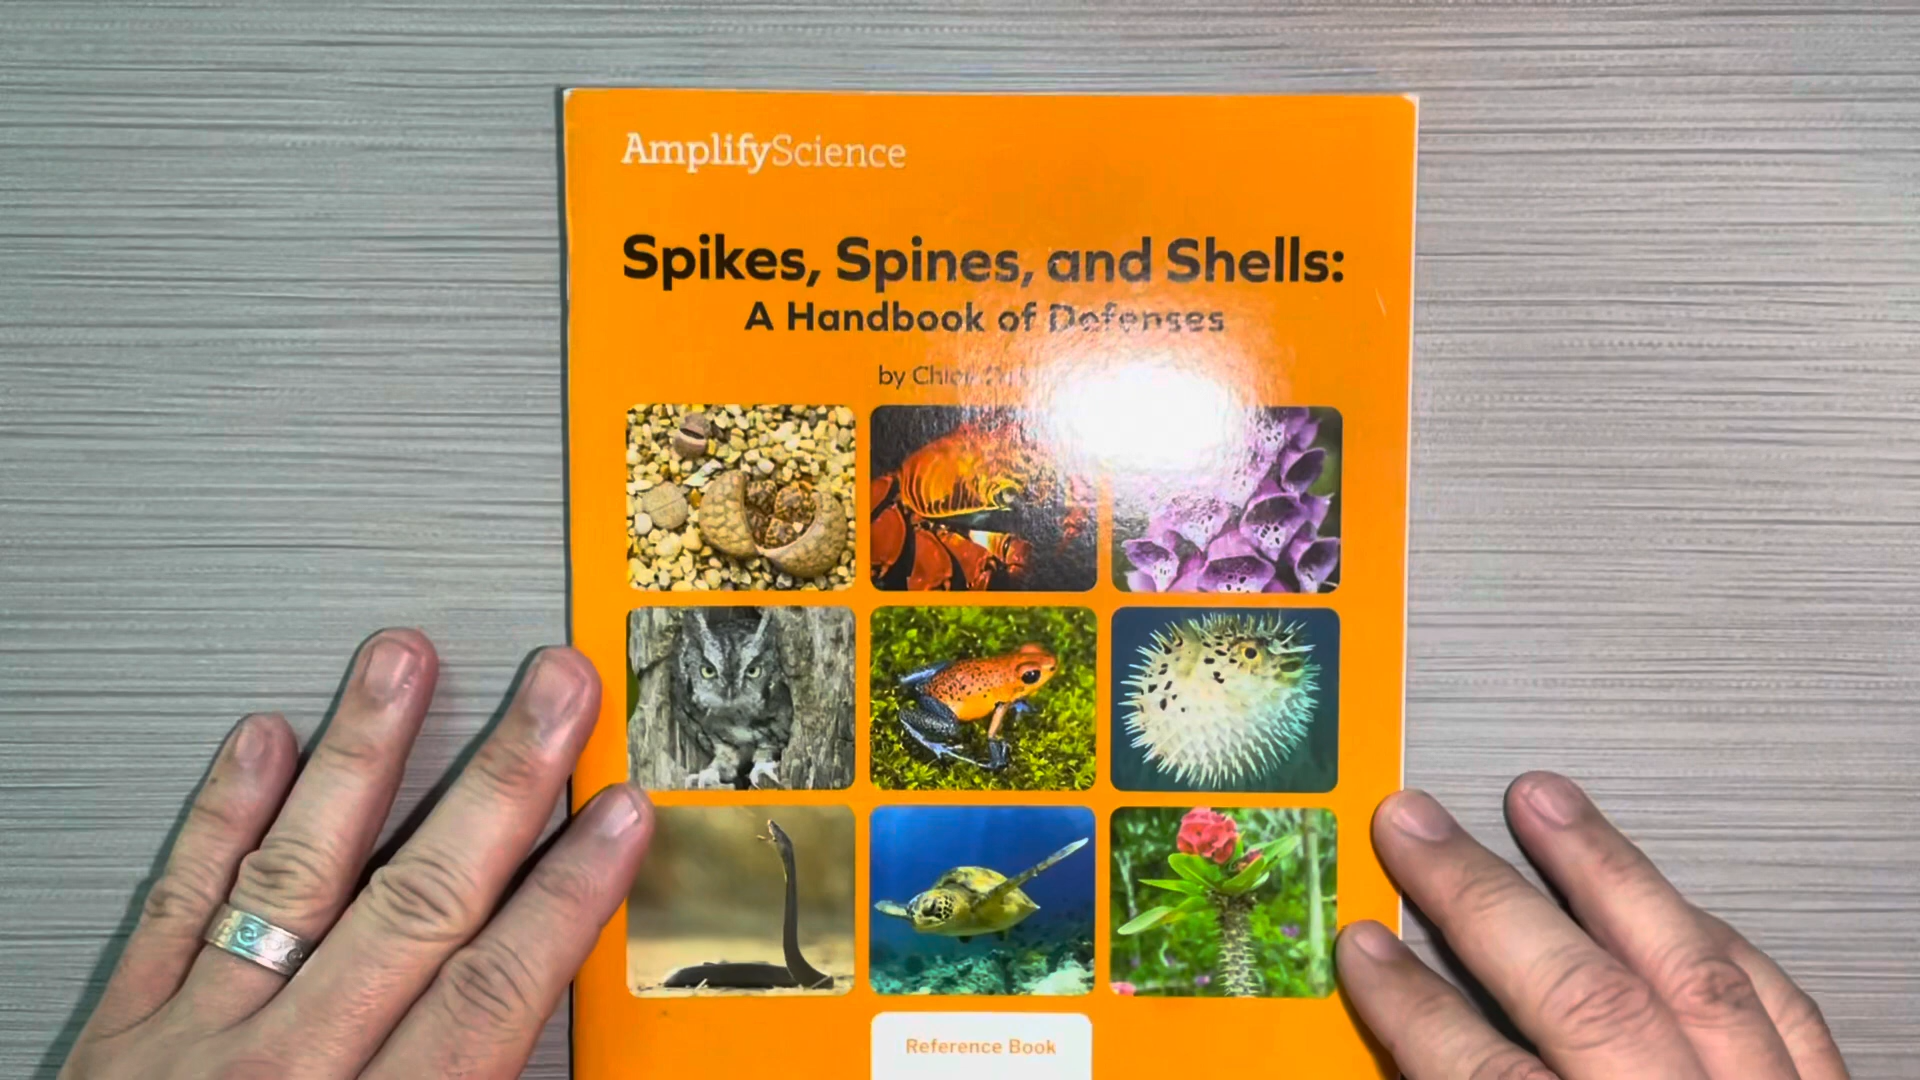 AmplifyScience
Spikes, Spines, and Shells:
A Handbook of Defenses
by
Reference Book